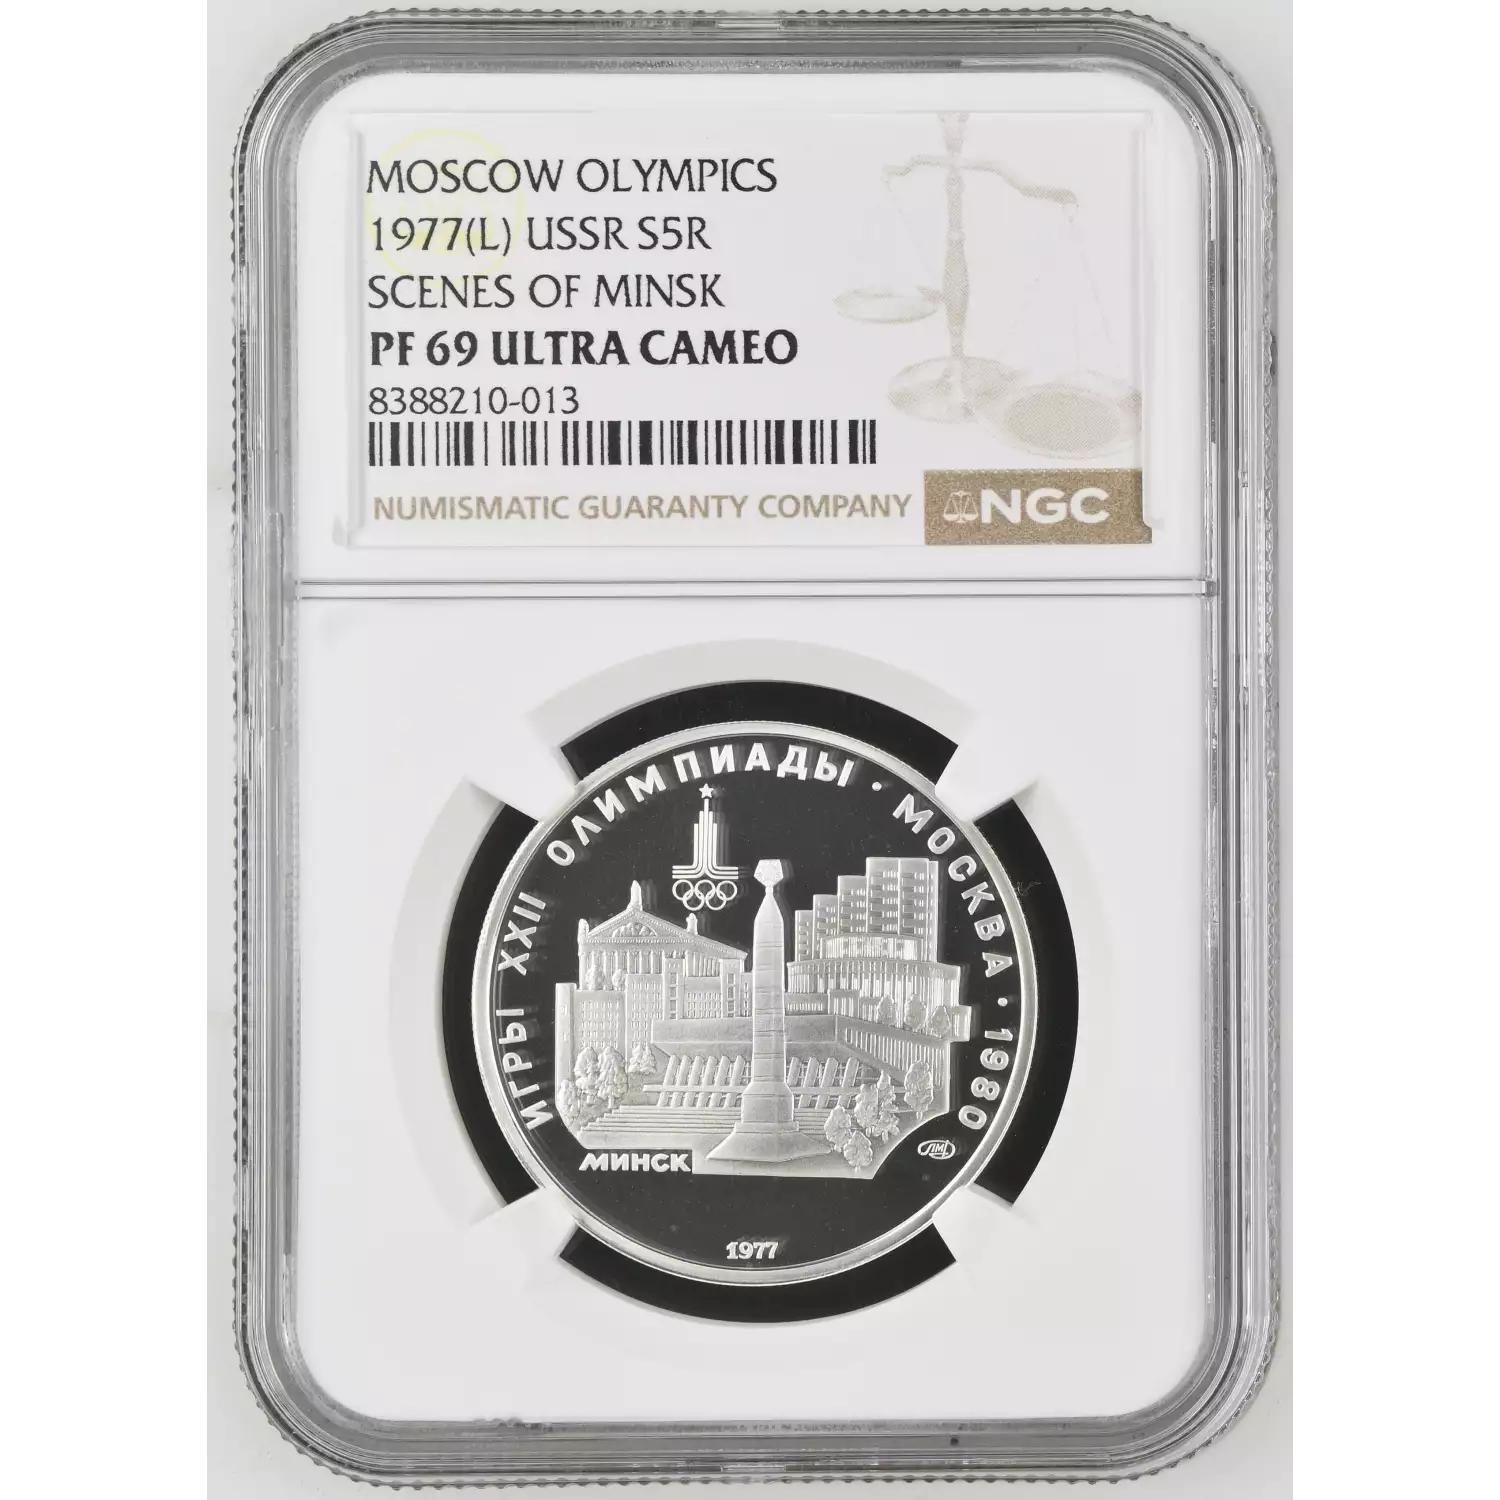 MOSCOW OLYMPICS
1977(L) USSR S5R
SCENES OF MINSK
PF 69 ULTRA CAMEO
8388210-013
NUMISMATIC GUARANTY COMPANY
NGC
ИГРЫ XXII ОЛИМПИАДЫ · МОСКВА · 1980
МИНСК
ЛМД
1977